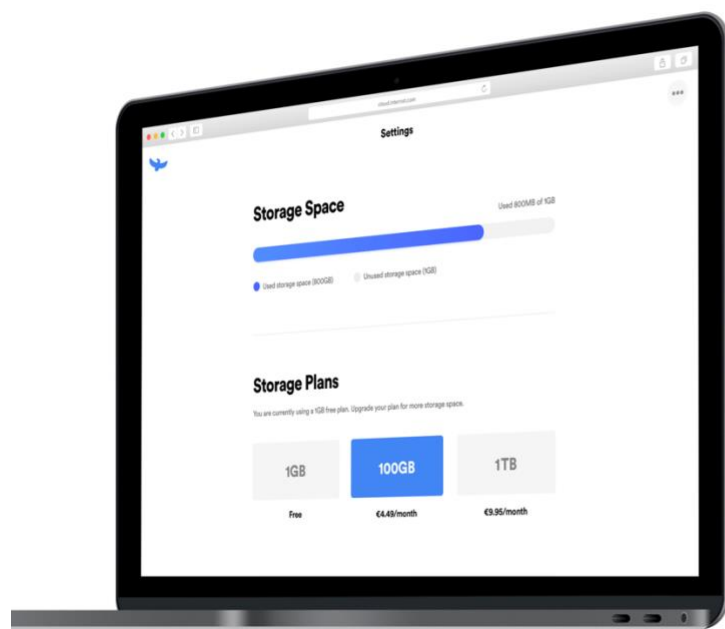 cloud.internxt.com
Settings
Storage Space
Used 800MB of 1GB
Used storage space (800GB)
Unused storage space (1GB)
Storage Plans
You are currently using a 1GB free plan. Upgrade your plan for more storage space.
1GB
100GB
1TB
Free
€4.49/month
€9.95/month